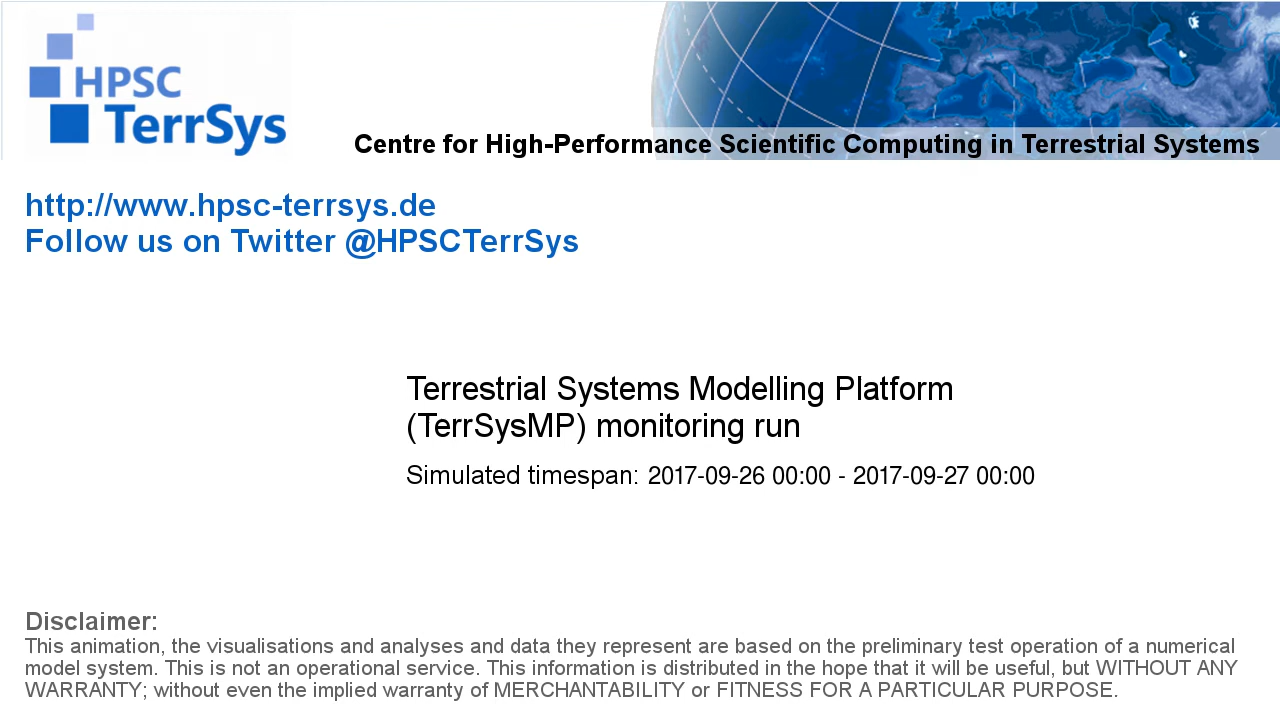 HPSC
TerrSys
Centre for High-Performance Scientific Computing in Terrestrial Systems
http://www.hpsc-terrsys.de
Follow us on Twitter @HPSCTerrSys
Terrestrial Systems Modelling Platform
(TerrSysMP) monitoring run
Simulated timespan: 2017-09-26 00:00 - 2017-09-27 00:00
Disclaimer:
This animation, the visualisations and analyses and data they represent are based on the preliminary test operation of a numerical
model system. This is not an operational service. This information is distributed in the hope that it will be useful, but WITHOUT ANY
WARRANTY; without even the implied warranty of MERCHANTABILITY or FITNESS FOR A PARTICULAR PURPOSE.